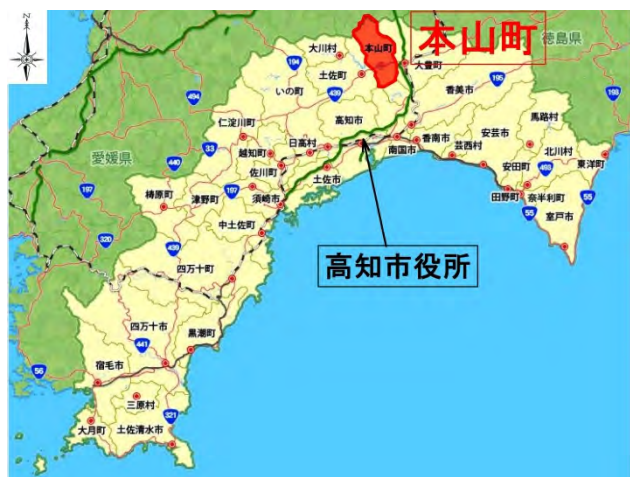 N
本山町
徳島県
愛媛県
高知市役所
大川村
本山町
土佐町
大豊町
いの町
香美市
馬路村
仁淀川町
高知市
安芸市
北川村
日高村
香南市
芸西村
東洋町
越知町
南国市
安田町
佐川町
土佐市
田野町
奈半利町
梼原町
津野町
須崎市
室戸市
中土佐町
四万十町
四万十市
黒潮町
宿毛市
三原村
大月町
土佐清水市
194
195
193
439
494
33
440
493
197
197
55
55
320
439
441
56
321